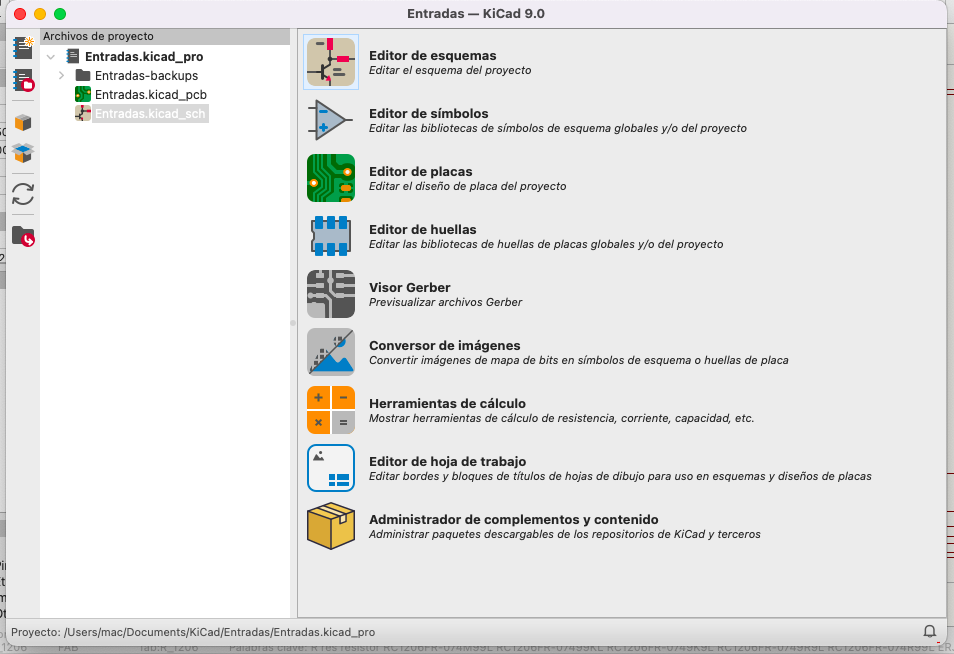 Entradas — KiCad 9.0
Archivos de proyecto
Entradas.kicad_pro
Entradas-backups
Entradas.kicad_pcb
Entradas.kicad_sch
Editor de esquemas
Editar el esquema del proyecto
Editor de símbolos
Editar las bibliotecas de símbolos de esquema globales y/o del proyecto
Editor de placas
Editar el diseño de placa del proyecto
Editor de huellas
Editar las bibliotecas de huellas de placas globales y/o del proyecto
Visor Gerber
Previsualizar archivos Gerber
Conversor de imágenes
Convertir imágenes de mapa de bits en símbolos de esquema o huellas de placa
Herramientas de cálculo
Mostrar herramientas de cálculo de resistencia, corriente, capacidad, etc.
Editor de hoja de trabajo
Editar bordes y bloques de títulos de hojas de dibujo para uso en esquemas y diseños de placas
Administrador de complementos y contenido
Administrar paquetes descargables de los repositorios de KiCad y terceros
Proyecto: /Users/mac/Documents/KiCad/Entradas/Entradas.kicad_pro